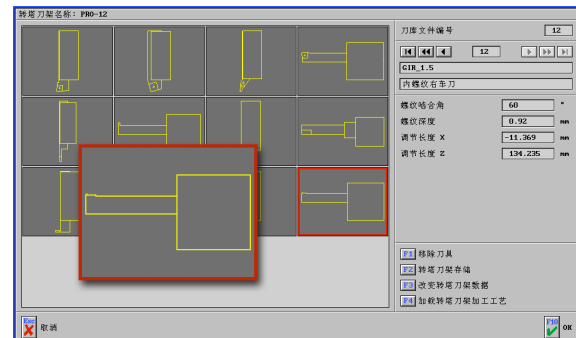 转塔刀架名称: PRO-12
刀库文件编号 12
12
GIR_1.5
内螺纹右车刀
螺纹啮合角 60 °
螺纹深度 0.92 mm
调节长度 X -11.369 mm
调节长度 Z 134.235 mm
F1 移除刀具
F2 转塔刀架存储
F3 改变转塔刀架数据
F4 加载转塔刀架加工工艺
Esc 取消
F10 OK